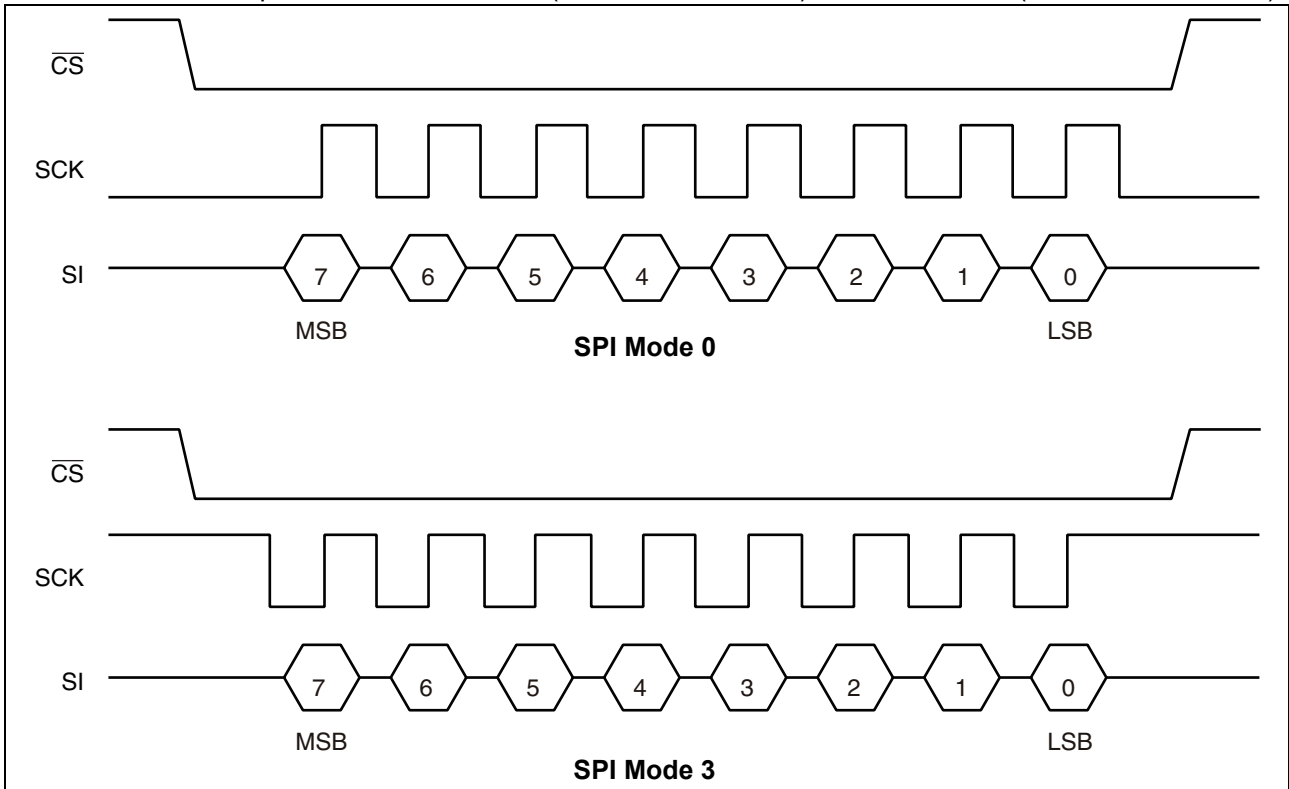 CS
SCK
SI
7 6 5 4 3 2 1 0
MSB LSB
SPI Mode 0
CS
SCK
SI
7 6 5 4 3 2 1 0
MSB LSB
SPI Mode 3